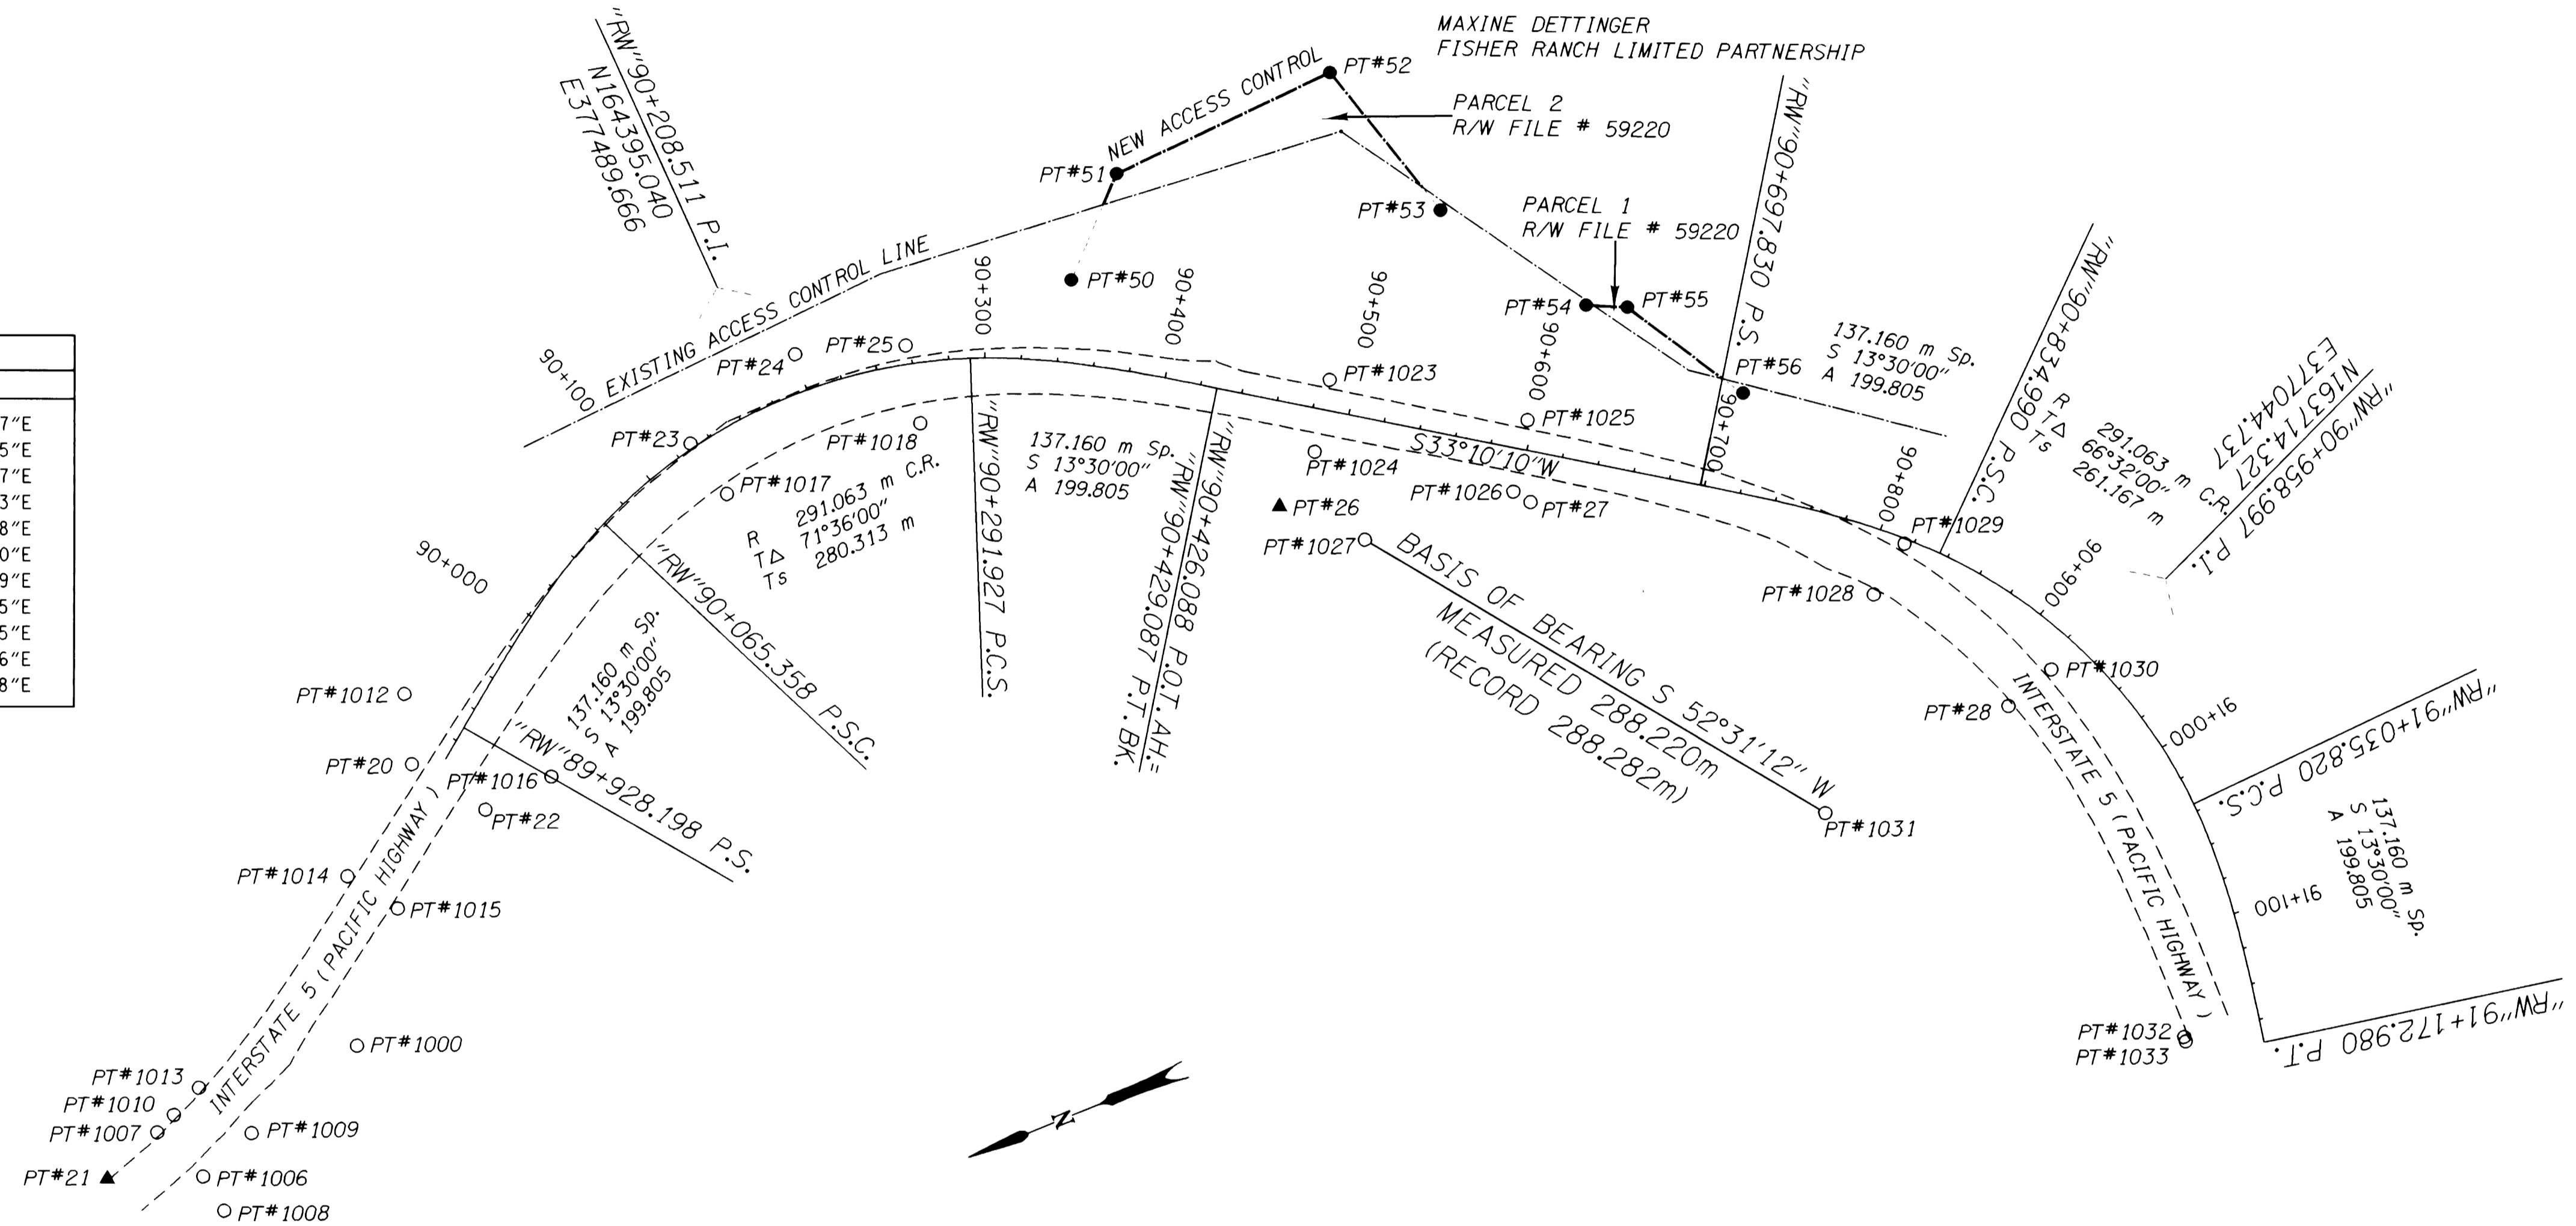 7"E
5"E
7"E
3"E
8"E
0"E
9"E
5"E
5"E
6"E
8"E
"RW"90+208.511 P.I.
N164395.040
E377489.666
MAXINE DETTINGER
FISHER RANCH LIMITED PARTNERSHIP
NEW ACCESS CONTROL
PT#52
PARCEL 2
R/W FILE # 59220
PT#51
PT#53
PARCEL 1
R/W FILE # 59220
PT#50
PT#54
PT#55
PT#56
EXISTING ACCESS CONTROL LINE
"RW"90+697.830 P.S.
137.160 m Sp.
S 13°30'00"
A 199.805
"RW"90+834.990 P.S.C.
R 291.063 m C.R.
T∆ 66°32'00"
Ts 261.167 m
"RW"90+958.997 P.I.
N163714.327
E377044.737
90+000
90+100
90+300
90+400
90+500
90+600
90+700
90+800
90+900
91+000
91+100
PT#24
PT#25
PT#23
PT#1018
PT#1017
R 291.063 m C.R.
T∆ 71°36'00"
Ts 280.313 m
"RW"90+291.927 P.C.S.
137.160 m Sp.
S 13°30'00"
A 199.805
"RW"90+426.088 P.O.T. AH.=
"RW"90+429.087 P.T. BK.
PT#1023
PT#1025
S33°10'10"W
PT#1024
PT#1026
PT#27
PT#26
PT#1027
BASIS OF BEARING S 52°31'12" W
MEASURED 288.220m
(RECORD 288.282m)
PT#1031
PT#1029
PT#1028
PT#1030
PT#28
INTERSTATE 5 (PACIFIC HIGHWAY)
"RW"91+035.820 P.C.S.
137.160 m Sp.
S 13°30'00"
A 199.805
"RW"91+172.980 P.T.
PT#1032
PT#1033
"RW"90+065.358 P.S.C.
137.160 m Sp.
S 13°30'00"
A 199.805
"RW"89+928.198 P.S.
PT#1012
PT#20
PT#1016
PT#22
PT#1014
PT#1015
INTERSTATE 5 (PACIFIC HIGHWAY)
PT#1000
PT#1013
PT#1010
PT#1007
PT#1009
PT#21
PT#1006
PT#1008
N